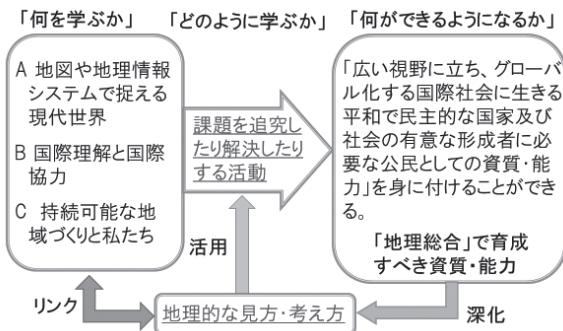 「何を学ぶか」
「どのように学ぶか」
「何ができるようになるか」
A 地図や地理情報
システムで捉える
現代世界
B 国際理解と国際
協力
C 持続可能な地
域づくりと私たち
課題を追究し
たり解決したり
する活動
「広い視野に立ち、グローバ
ル化する国際社会に生きる
平和で民主的な国家及び
社会の有意な形成者に必
要な公民としての資質・能
力」を身に付けることができ
る。
「地理総合」で育成
すべき資質・能力
活用
リンク
地理的な見方・考え方
深化